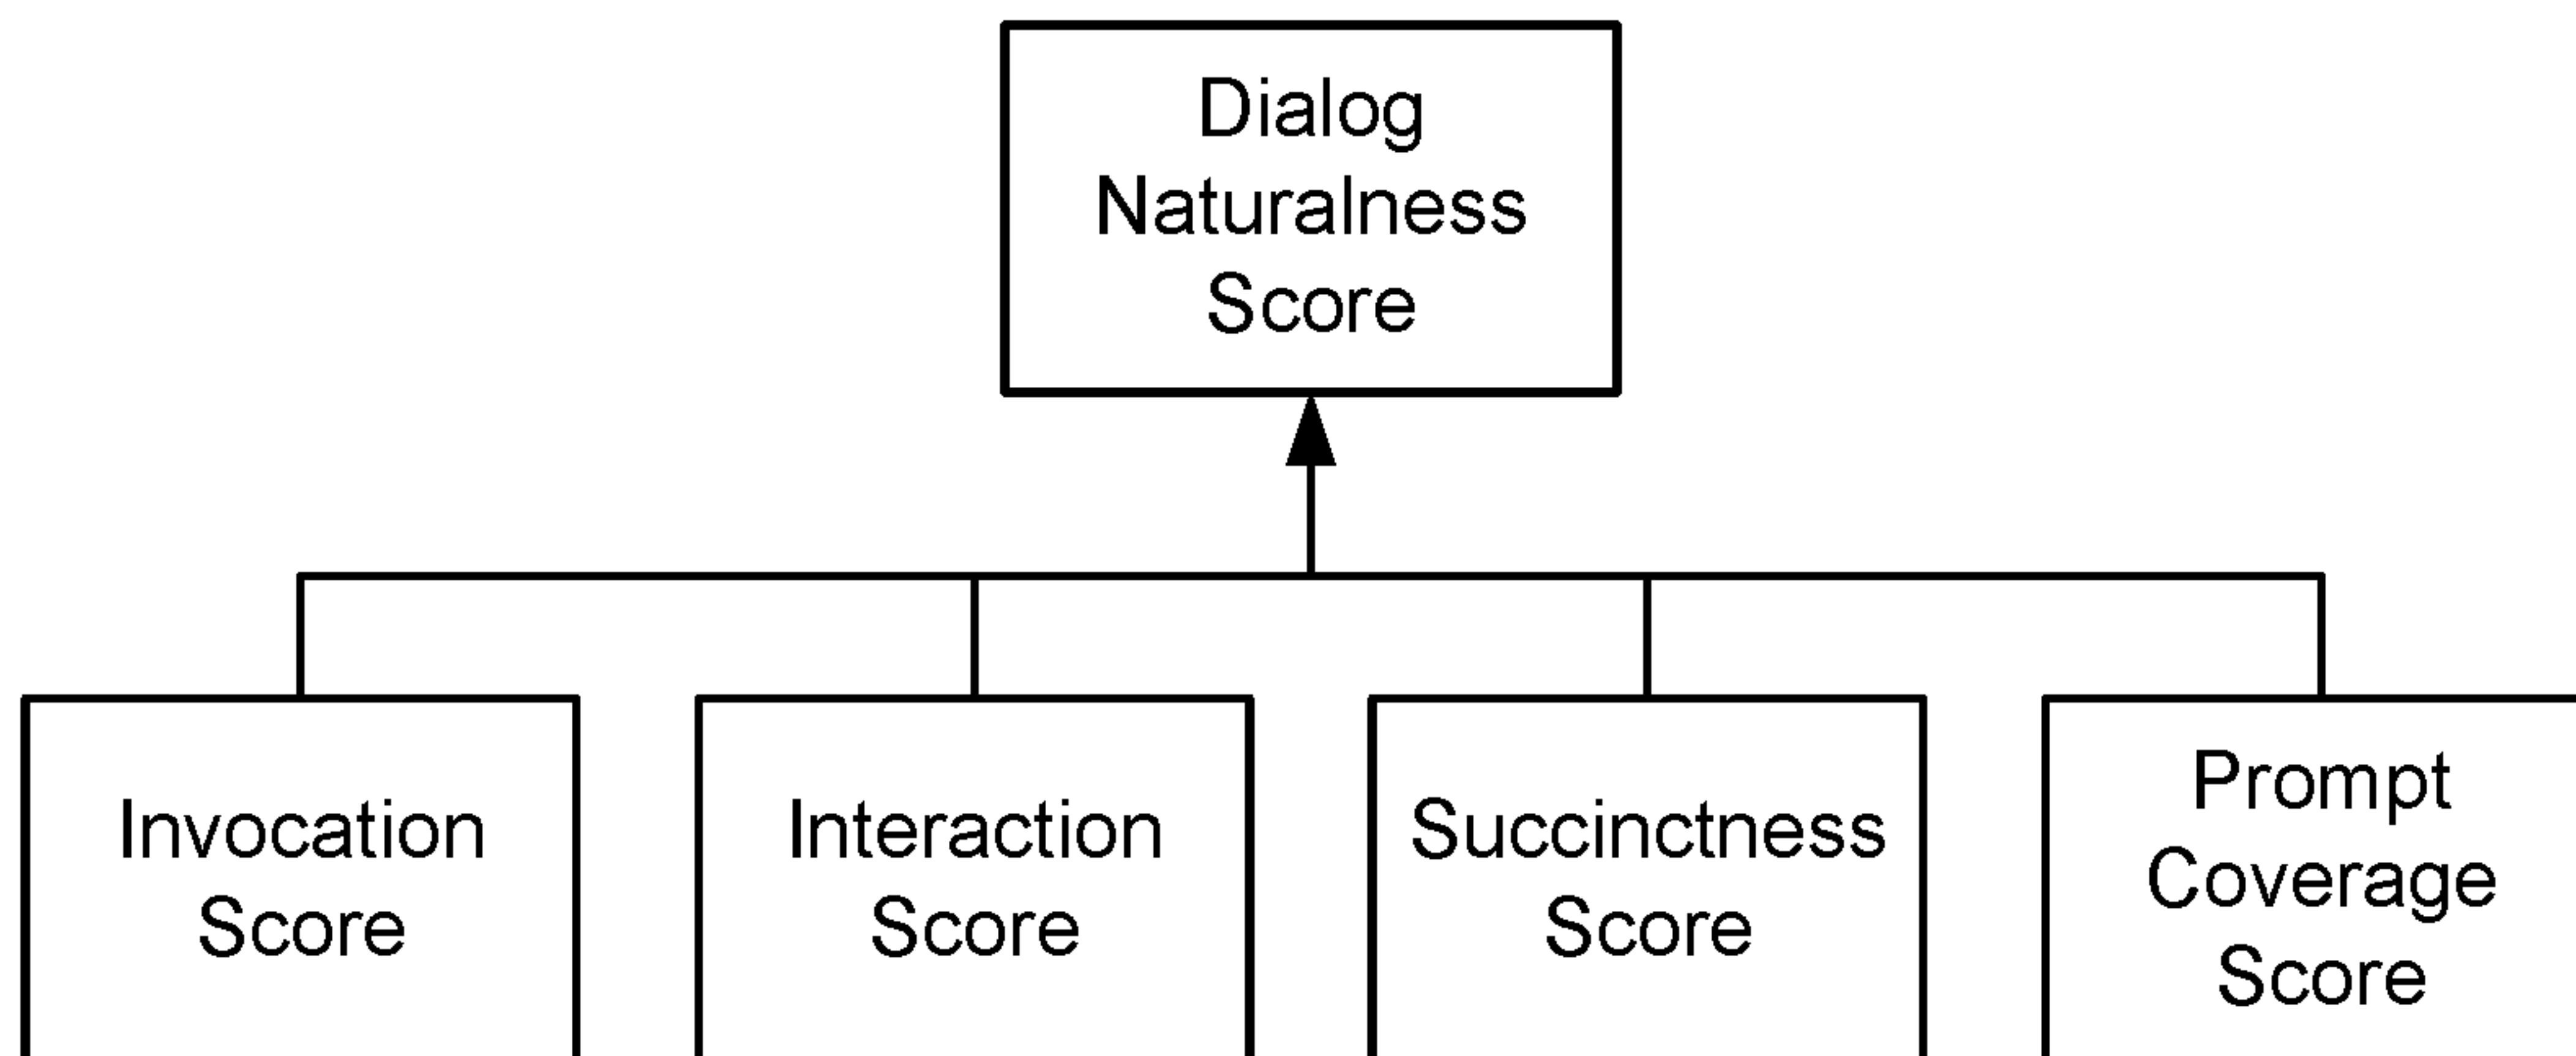 Dialog
Naturalness
Score
Invocation
Score
Interaction
Score
Succinctness
Score
Prompt
Coverage
Score